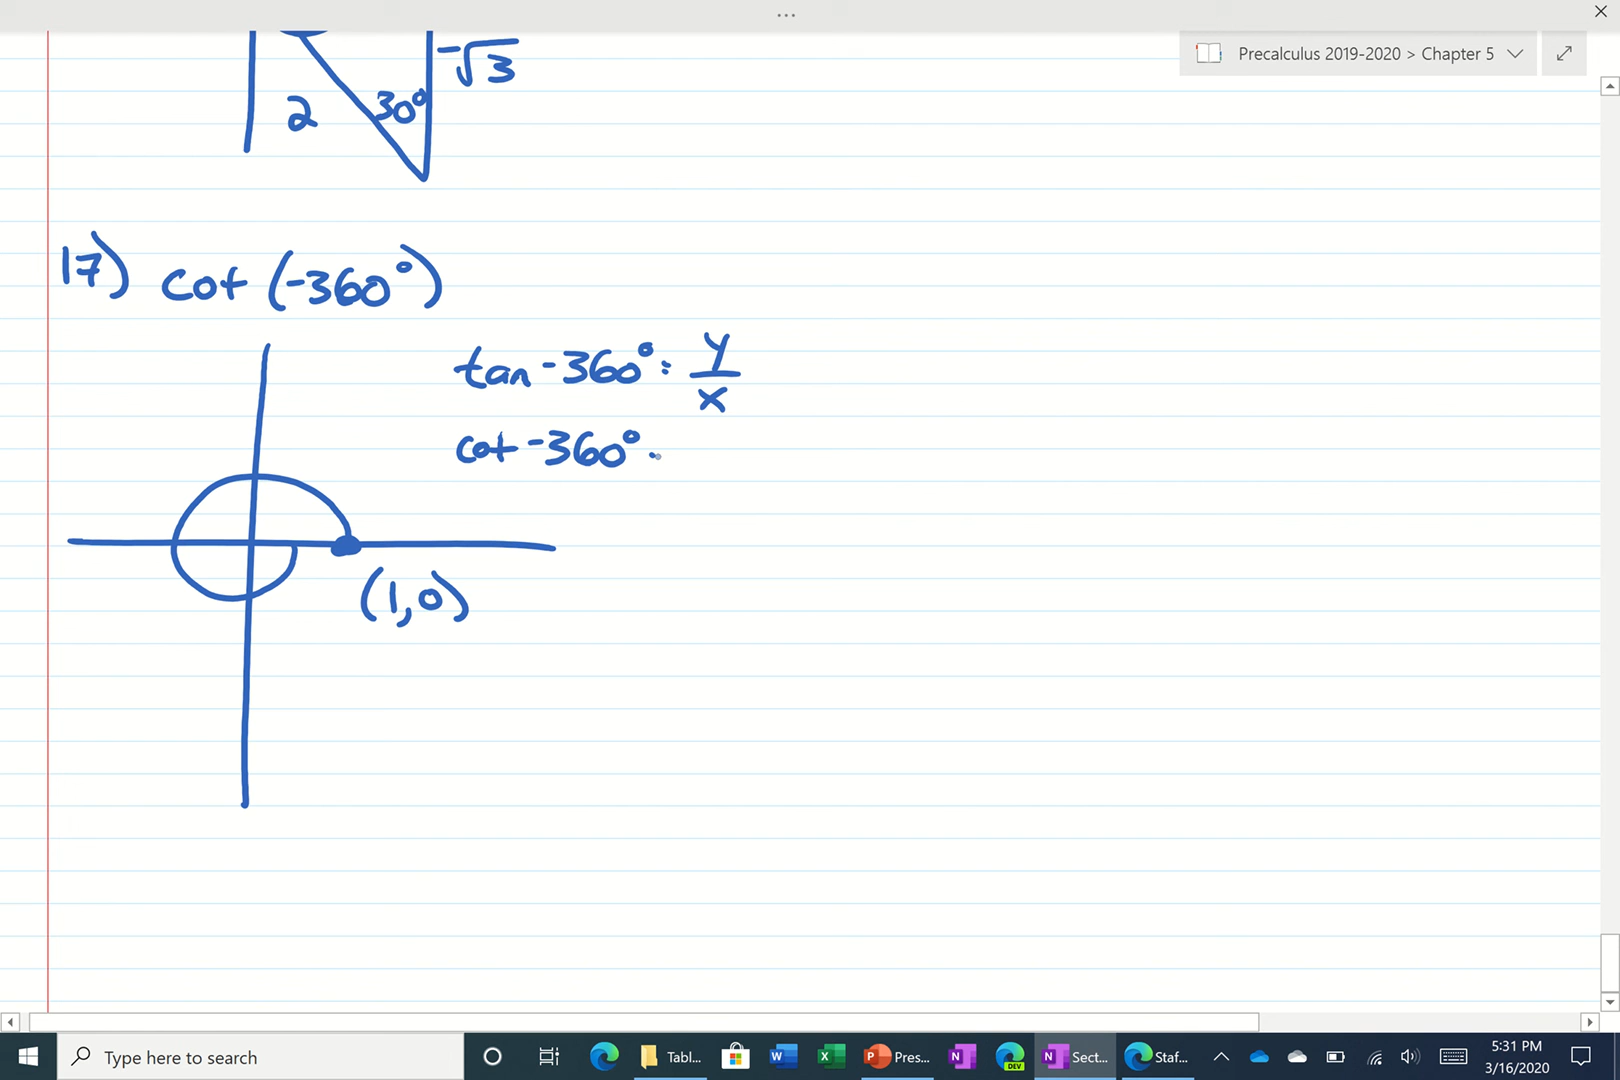 Precalculus 2019-2020 > Chapter 5
-√3
2
30°
17) cot (-360°)
tan -360° = y/x
cot -360°
(1,0)
Type here to search
Tabl...
Pres...
DEV
Sect...
Staf...
5:31 PM
3/16/2020